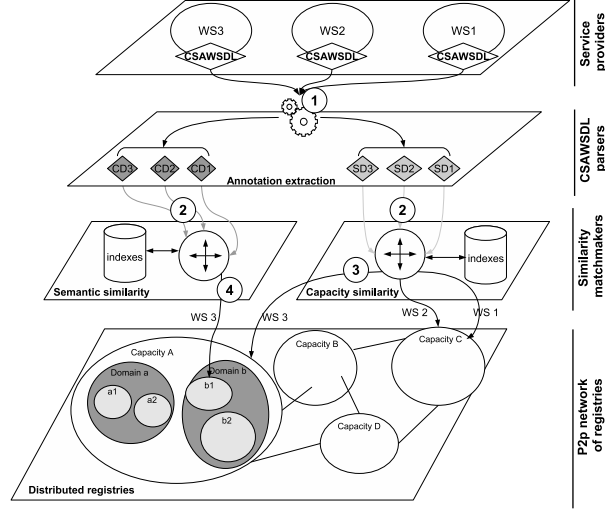 WS3
WS2
WS1
CSAWSDL
CSAWSDL
CSAWSDL
Service
providers
1
CD3
CD2
CD1
SD3
SD2
SD1
Annotation extraction
CSAWSDL
parsers
2
2
indexes
indexes
3
4
Semantic similarity
Capacity similarity
Similarity
matchmakers
WS 3
WS 3
WS 2
WS 1
Capacity A
Capacity B
Capacity C
Domain a
Domain b
a1
a2
b1
b2
Capacity D
Distributed registries
P2p network
of registries